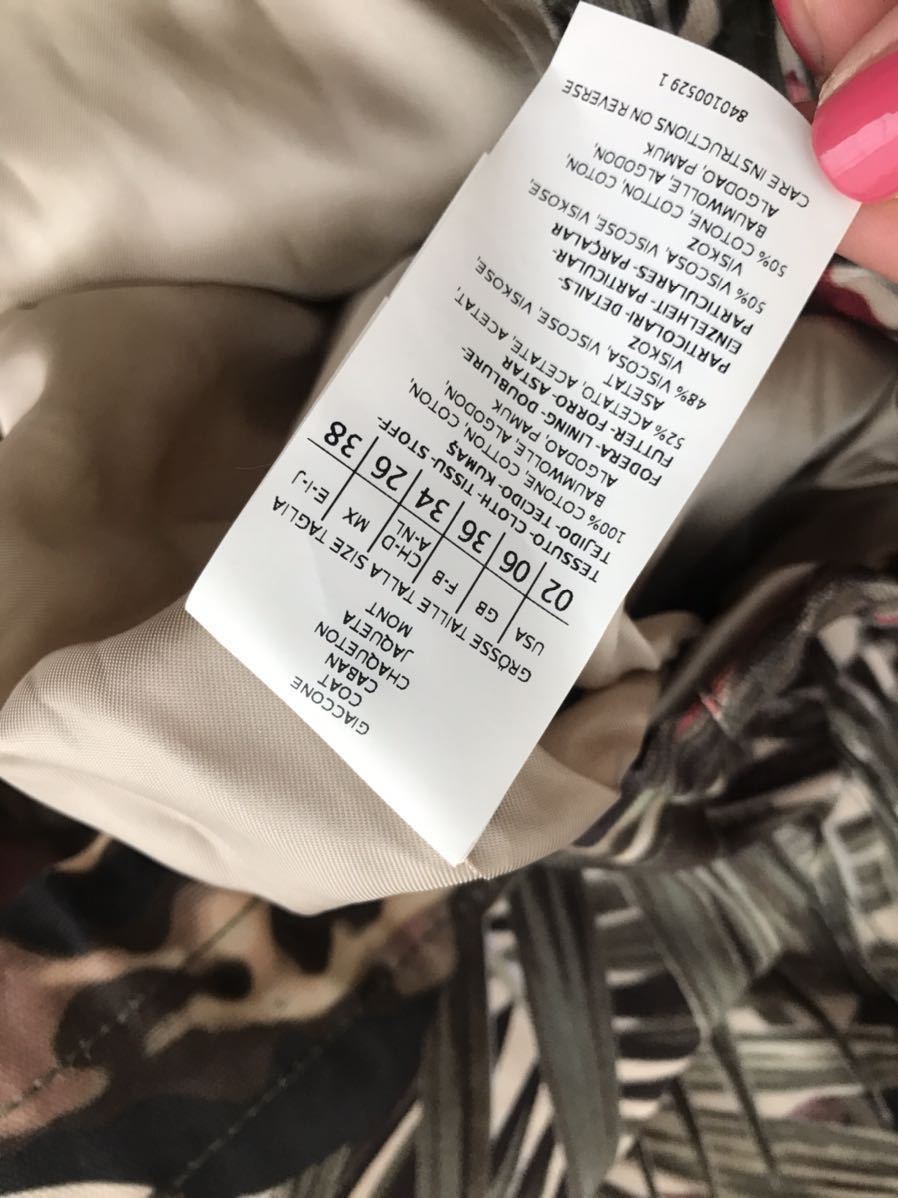 GIACCONE
COAT
CABAN
CHAQUETON
JAQUETA
MONT
GRÖSSE TAILLE TALLA SIZE TAGLIA
USA GB F-B CH-D A-NL MX E-I-J
02 06 36 34 26 38
TESSUTO- CLOTH- TISSU- STOFF-
TEJIDO- TECIDO- KUMAŞ
100% COTONE, COTTON, COTON,
BAUMWOLLE, ALGODON,
ALGODAO, PAMUK
FODERA- LINING- DOUBLURE-
FUTTER- FORRO- ASTAR
52% ACETATO, ACETATE, ACETAT,
ASETAT
48% VISCOSA, VISCOSE, VISKOSE,
VISKOZ
PARTICOLARI- DETAILS-
EINZELHEIT- PARTICULAR-
PARTICULARES- PARÇALAR
50% VISCOSA, VISCOSE, VISKOSE,
VISKOZ
50% COTONE, COTTON, COTON,
BAUMWOLLE, ALGODON,
ALGODAO, PAMUK
CARE INSTRUCTIONS ON REVERSE
840100529 1